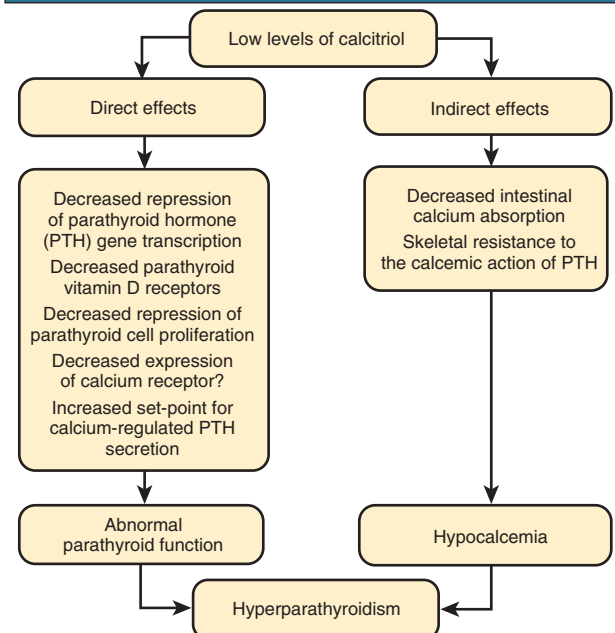 Low levels of calcitriol
Direct effects
Indirect effects
Decreased repression
of parathyroid hormone
(PTH) gene transcription
Decreased parathyroid
vitamin D receptors
Decreased repression of
parathyroid cell proliferation
Decreased expression
of calcium receptor?
Increased set-point for
calcium-regulated PTH
secretion
Decreased intestinal
calcium absorption
Skeletal resistance to
the calcemic action of PTH
Abnormal
parathyroid function
Hypocalcemia
Hyperparathyroidism